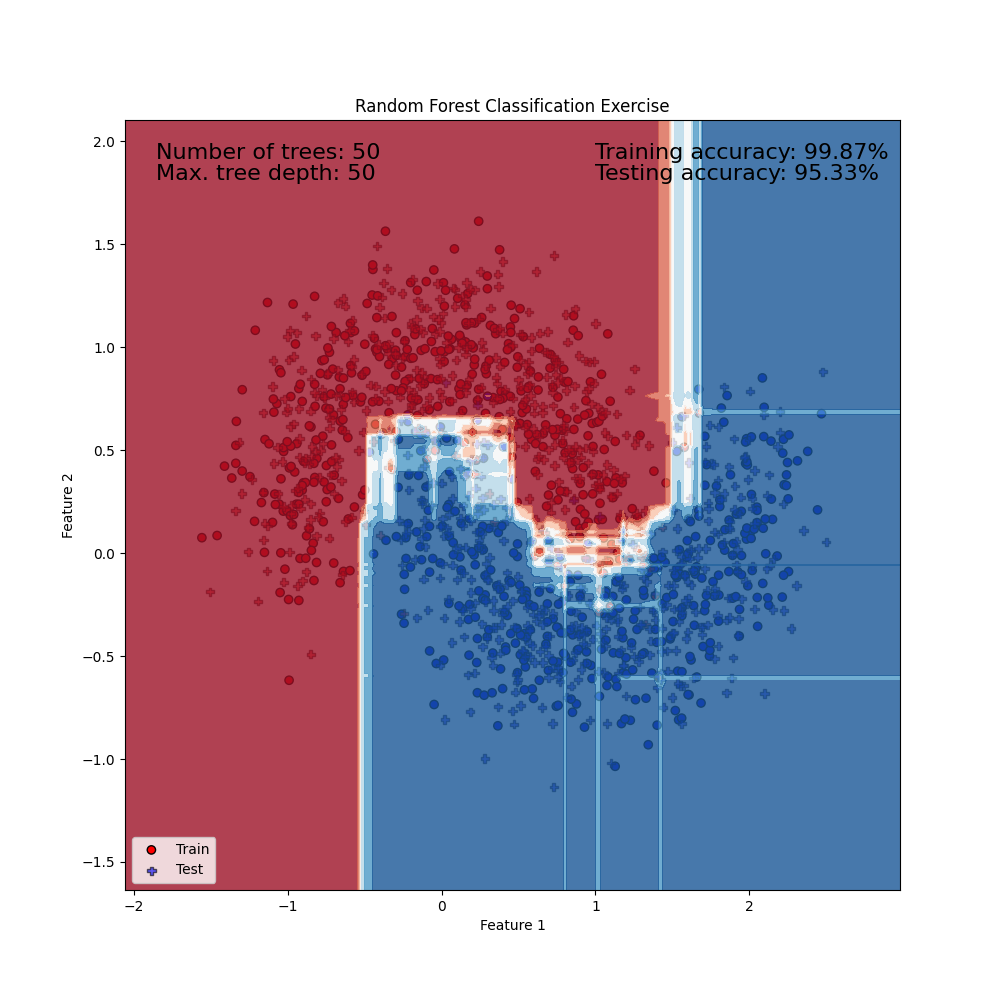 Random Forest Classification Exercise
Number of trees: 50
Max. tree depth: 50
Training accuracy: 99.87%
Testing accuracy: 95.33%
2.0
1.5
1.0
0.5
0.0
−0.5
−1.0
−1.5
Feature 2
Train
Test
−2
−1
0
1
2
Feature 1